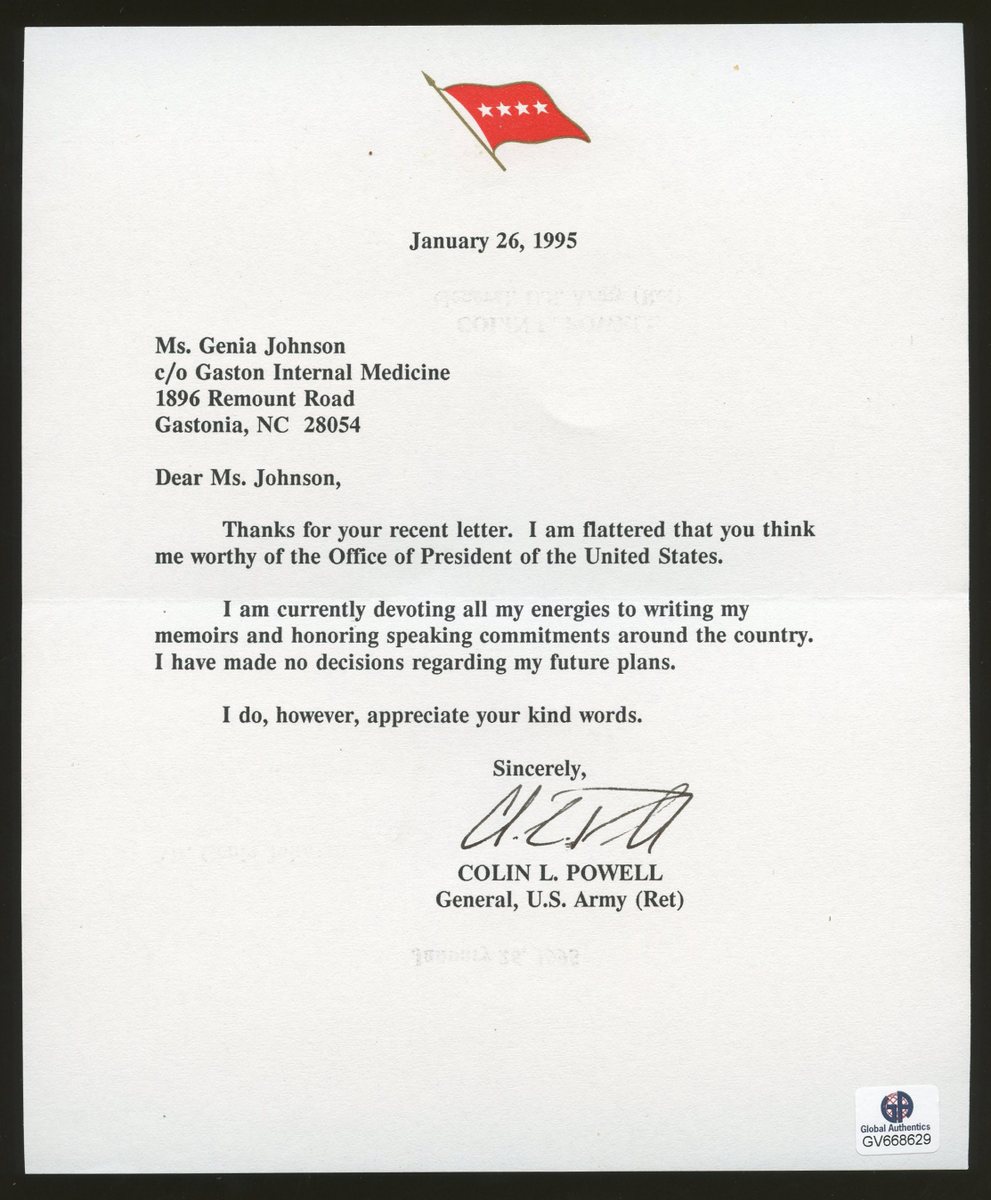 January 26, 1995
Ms. Genia Johnson
c/o Gaston Internal Medicine
1896 Remount Road
Gastonia, NC 28054
Dear Ms. Johnson,
Thanks for your recent letter. I am flattered that you think
me worthy of the Office of President of the United States.
I am currently devoting all my energies to writing my
memoirs and honoring speaking commitments around the country.
I have made no decisions regarding my future plans.
I do, however, appreciate your kind words.
Sincerely,
COLIN L. POWELL
General, U.S. Army (Ret)
GA
Global Authentics
GV668629